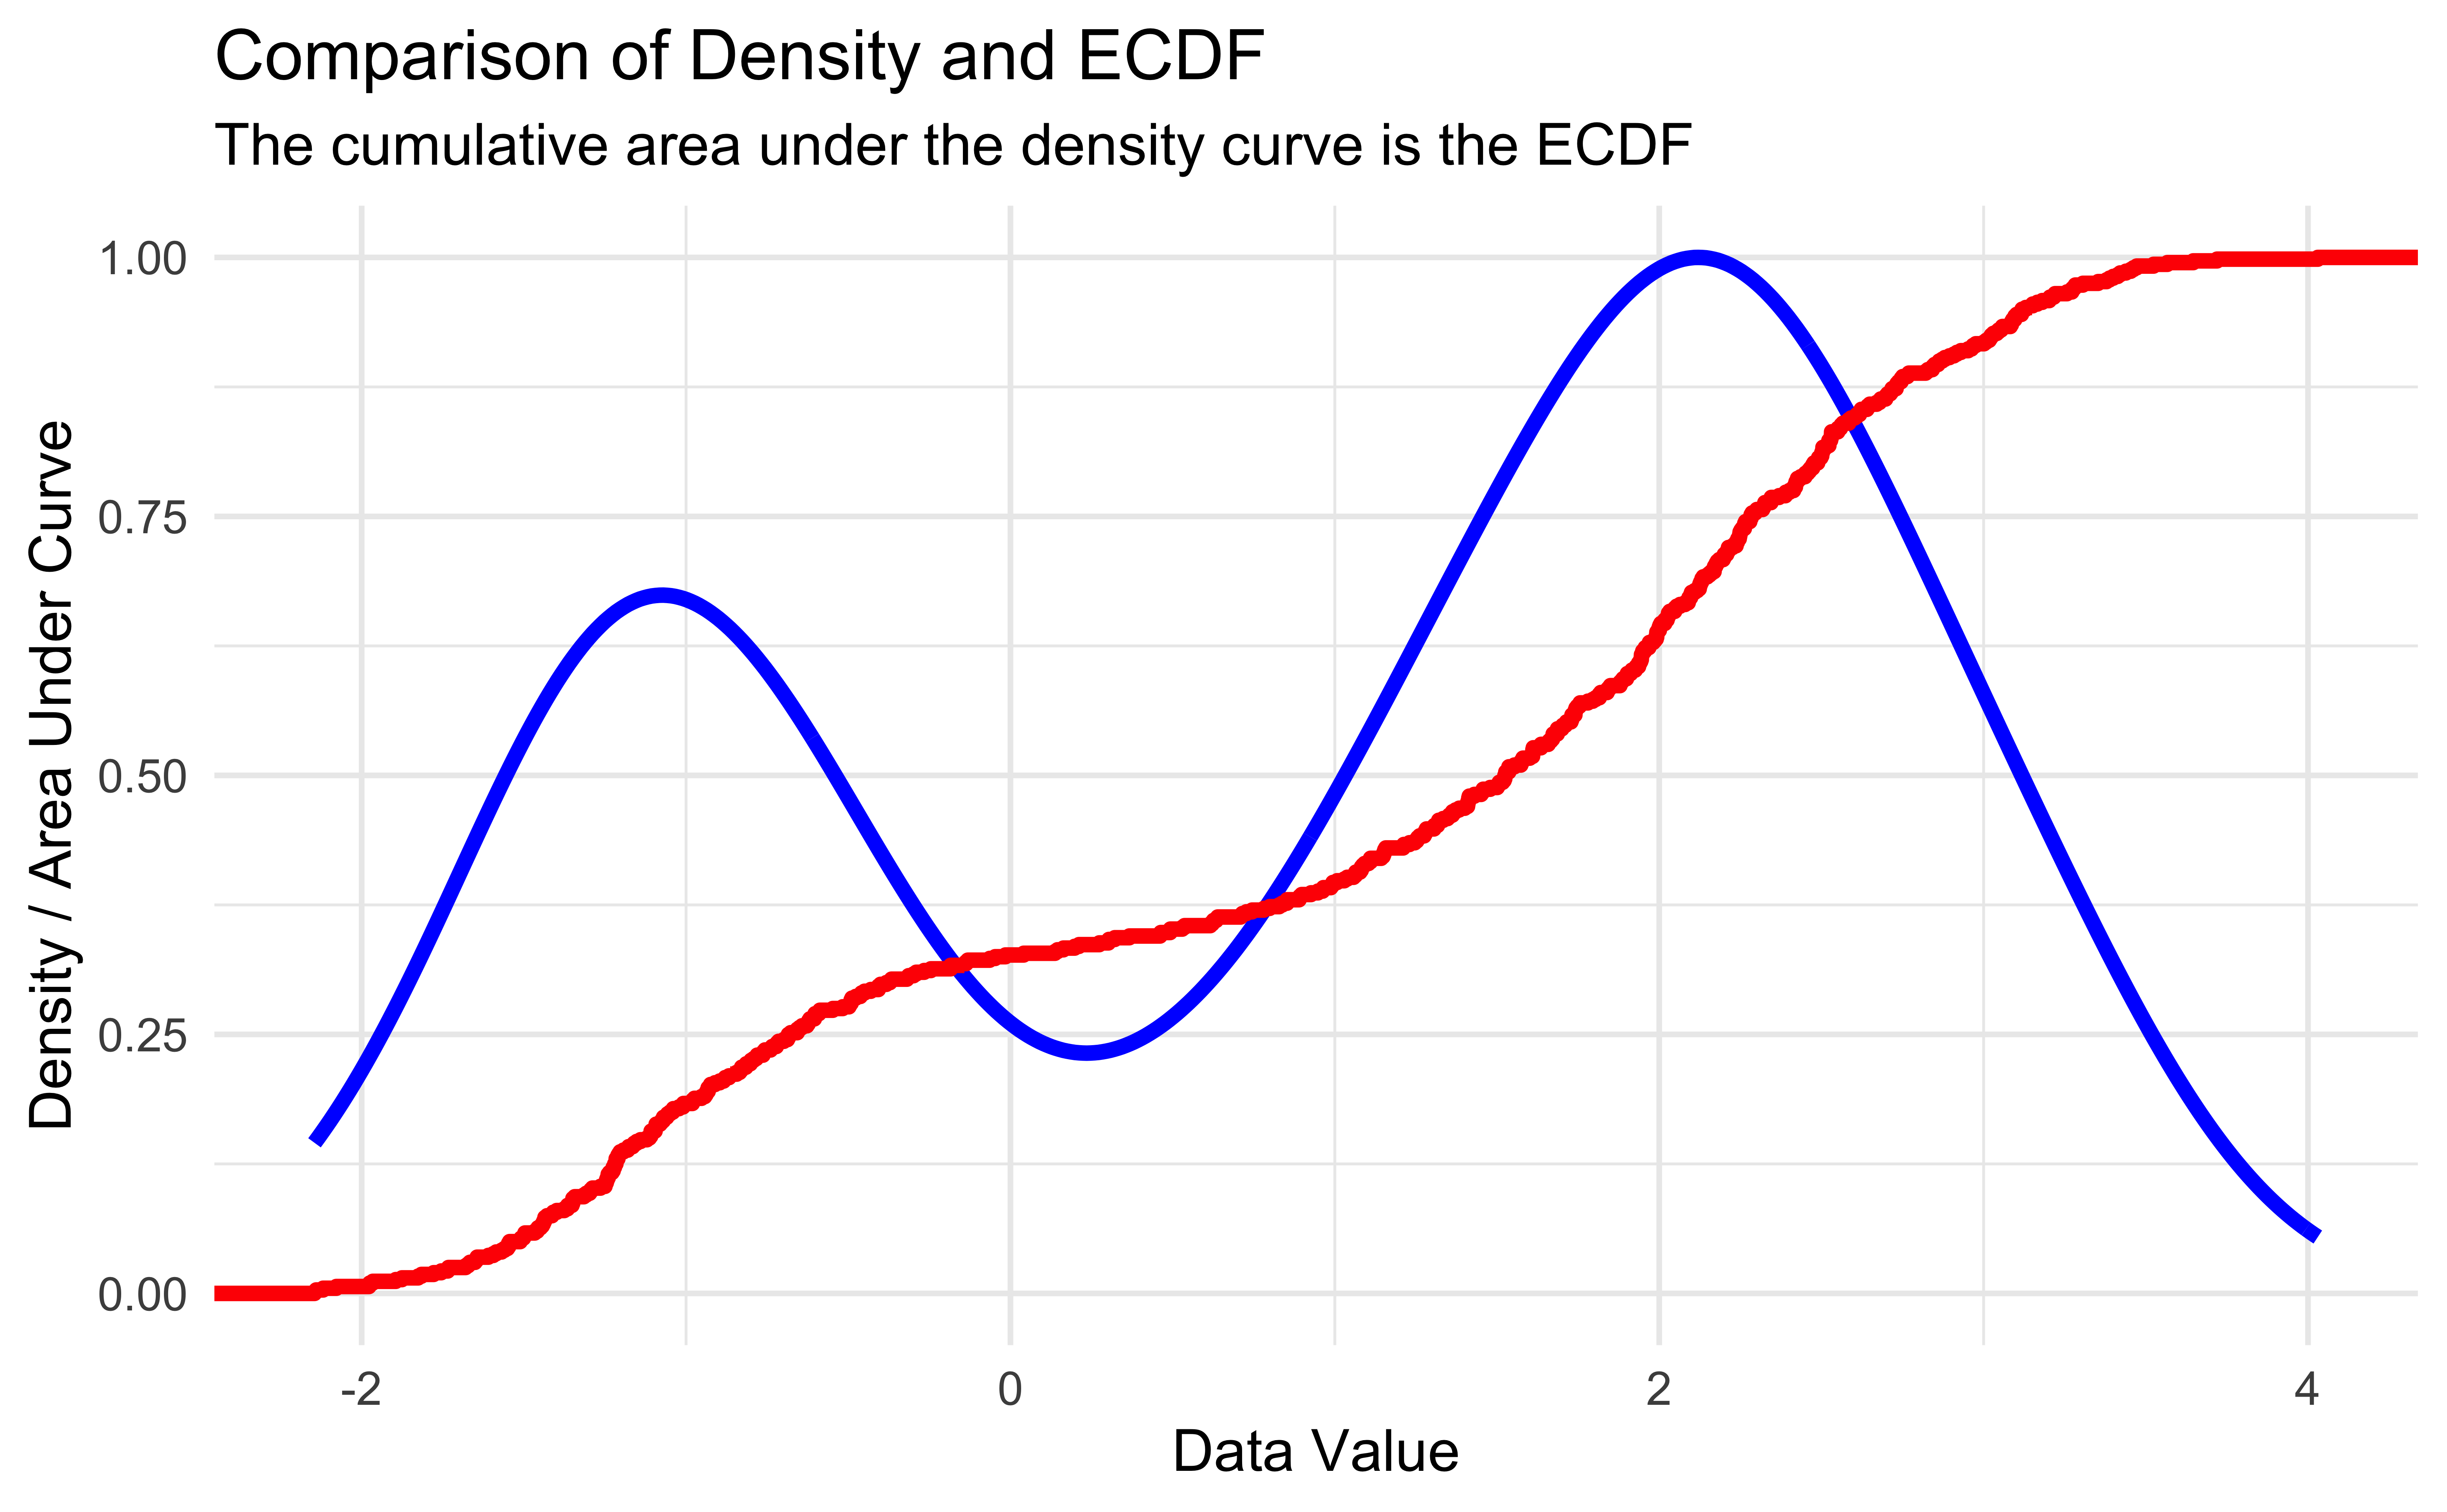 Comparison of Density and ECDF
The cumulative area under the density curve is the ECDF
Density / Area Under Curve
1.00
0.75
0.50
0.25
0.00
-2
0
2
4
Data Value